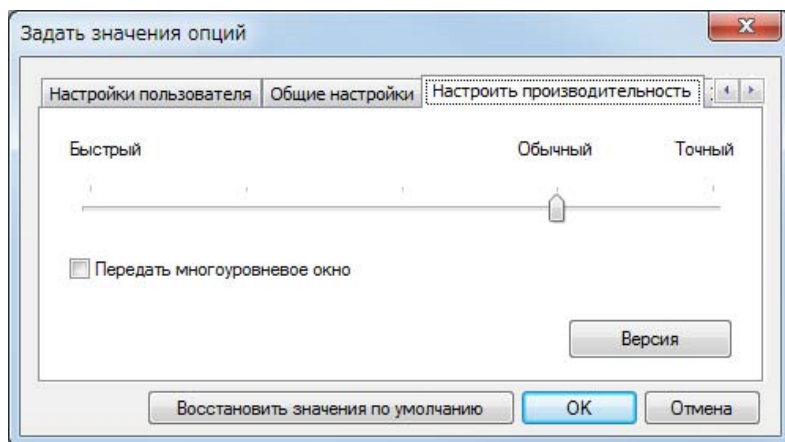 Задать значения опций
Настройки пользователя Общие настройки Настроить производительность
Быстрый Обычный Точный
Передать многоуровневое окно
Версия
Восстановить значения по умолчанию OK Отмена